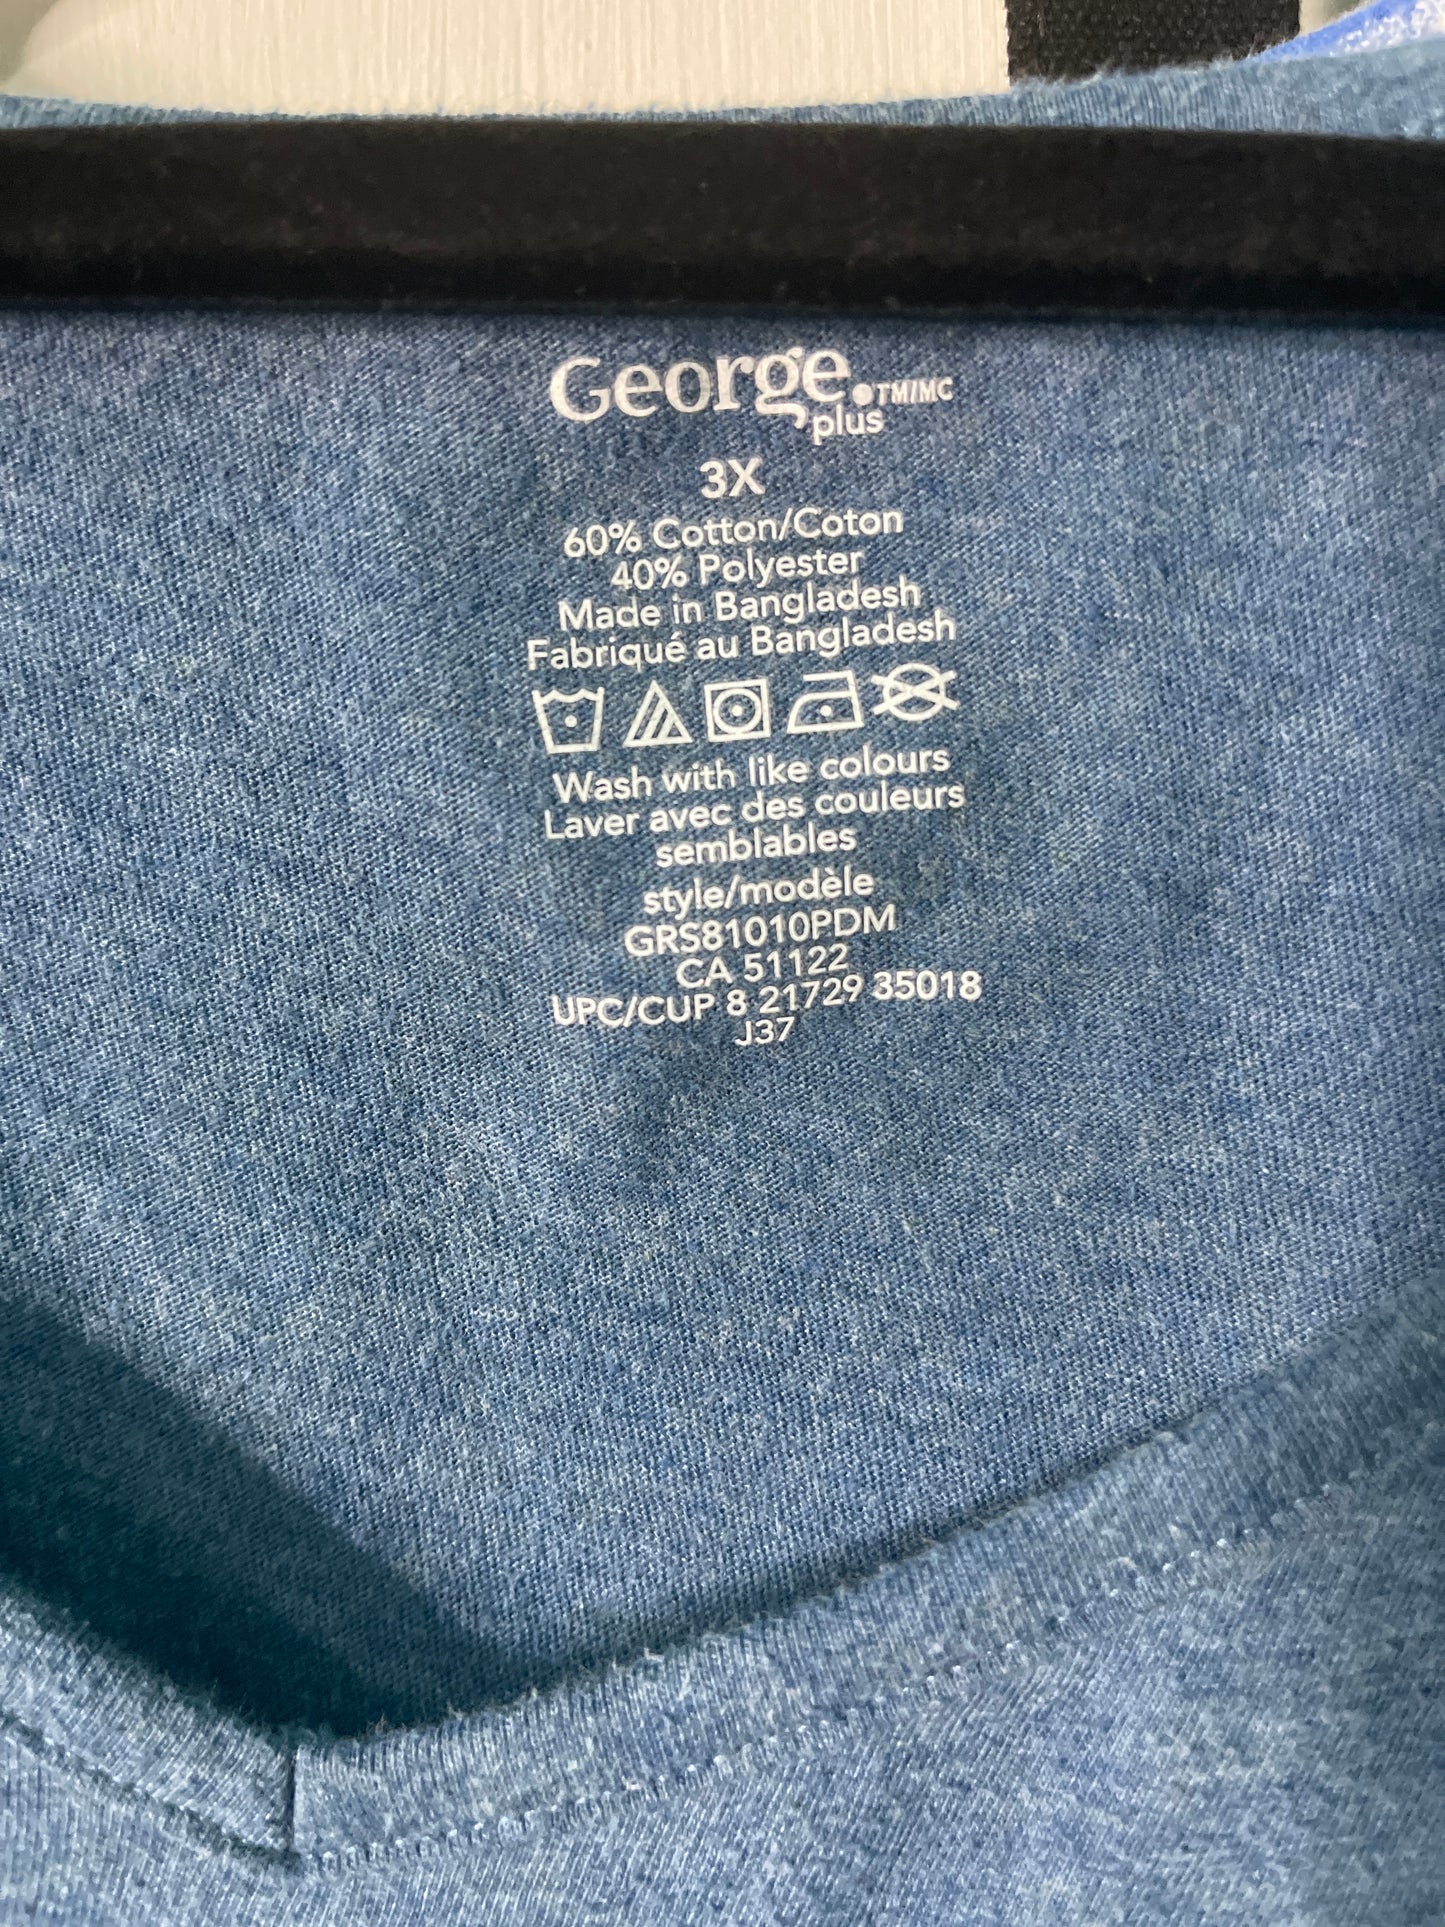 George.TM/MC
plus
3X
60% Cotton/Coton
40% Polyester
Made in Bangladesh
Fabriqué au Bangladesh
Wash with like colours
Laver avec des couleurs
semblables
style/modèle
GRS81010PDM
CA 51122
UPC/CUP 8 21729 35018
J37